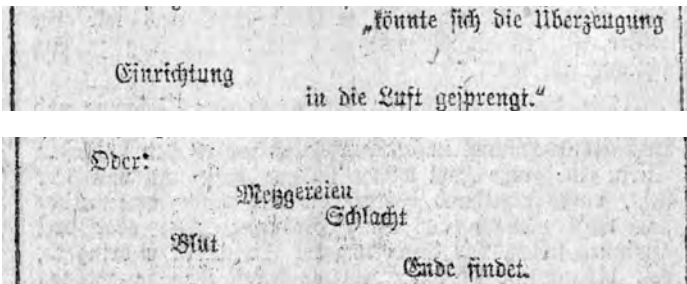 „könnte sich die Überzeugung
Einrichtung
in die Luft gesprengt.“
Oder:
Metzgereien
Schlacht
Blut
Ende findet.